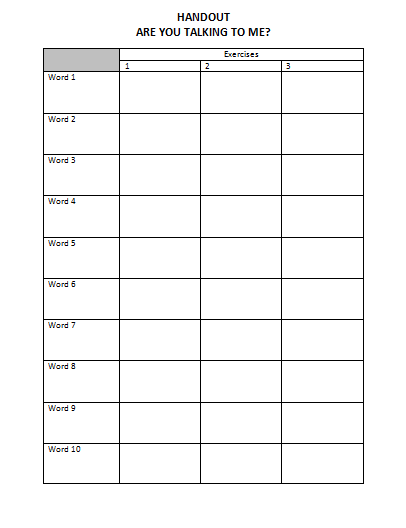 HANDOUT
ARE YOU TALKING TO ME?
Exercises
1 2 3
Word 1
Word 2
Word 3
Word 4
Word 5
Word 6
Word 7
Word 8
Word 9
Word 10